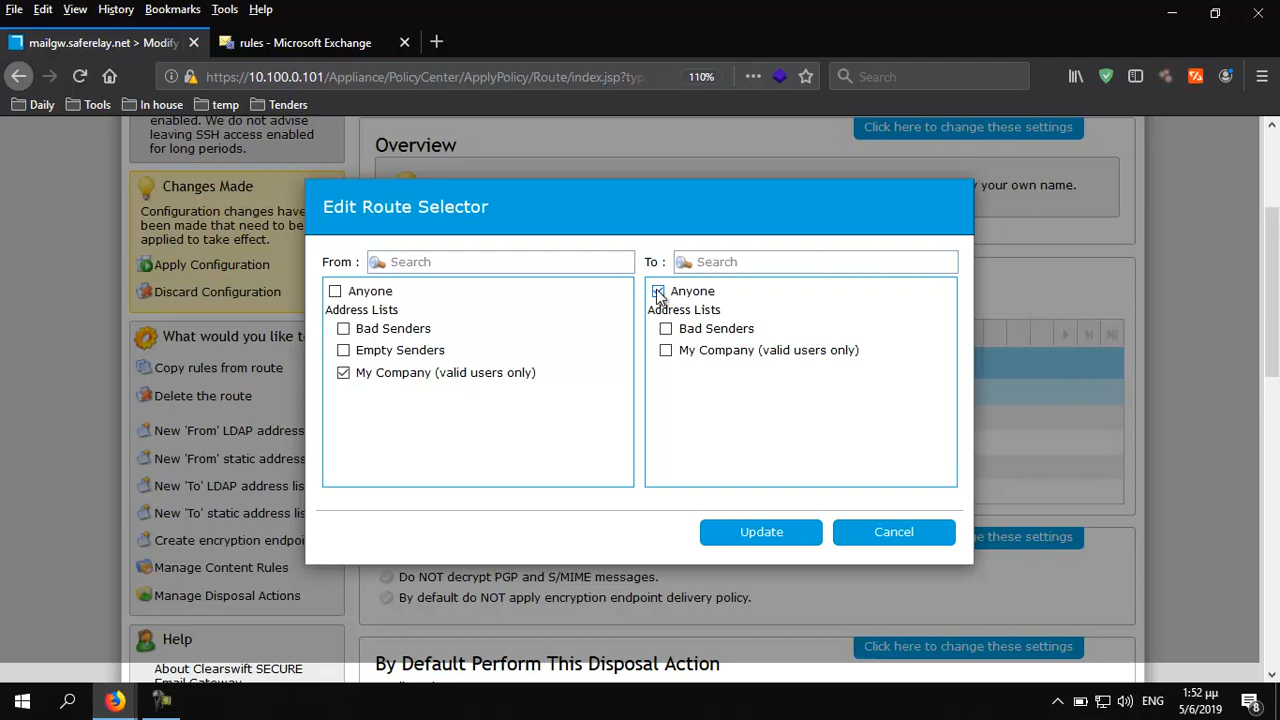 File Edit View History Bookmarks Tools Help
mailgw.saferelay.net > Modify
rules - Microsoft Exchange
https://10.100.0.101/Appliance/PolicyCenter/ApplyPolicy/Route/index.jsp?typ
110%
Search
Daily Tools In house temp Tenders
enabled. We do not advise
leaving SSH access enabled
for long periods.
Changes Made
Configuration changes have
been made that need to be
applied to take effect.
Apply Configuration
Discard Configuration
What would you like to
Copy rules from route
Delete the route
New 'From' LDAP address
New 'From' static address
New 'To' LDAP address lis
New 'To' static address lis
Create encryption endpoi
Manage Content Rules
Manage Disposal Actions
Help
About Clearswift SECURE
Email Gateway
Click here to change these settings
Overview
your own name.
Edit Route Selector
From : Search
To : Search
Anyone
Address Lists
Bad Senders
Empty Senders
My Company (valid users only)
Anyone
Address Lists
Bad Senders
My Company (valid users only)
Update
Cancel
nge these settings
Do NOT decrypt PGP and S/MIME messages.
By default do NOT apply encryption endpoint delivery policy.
Click here to change these settings
By Default Perform This Disposal Action
ENG
1:52 μμ
5/6/2019
8